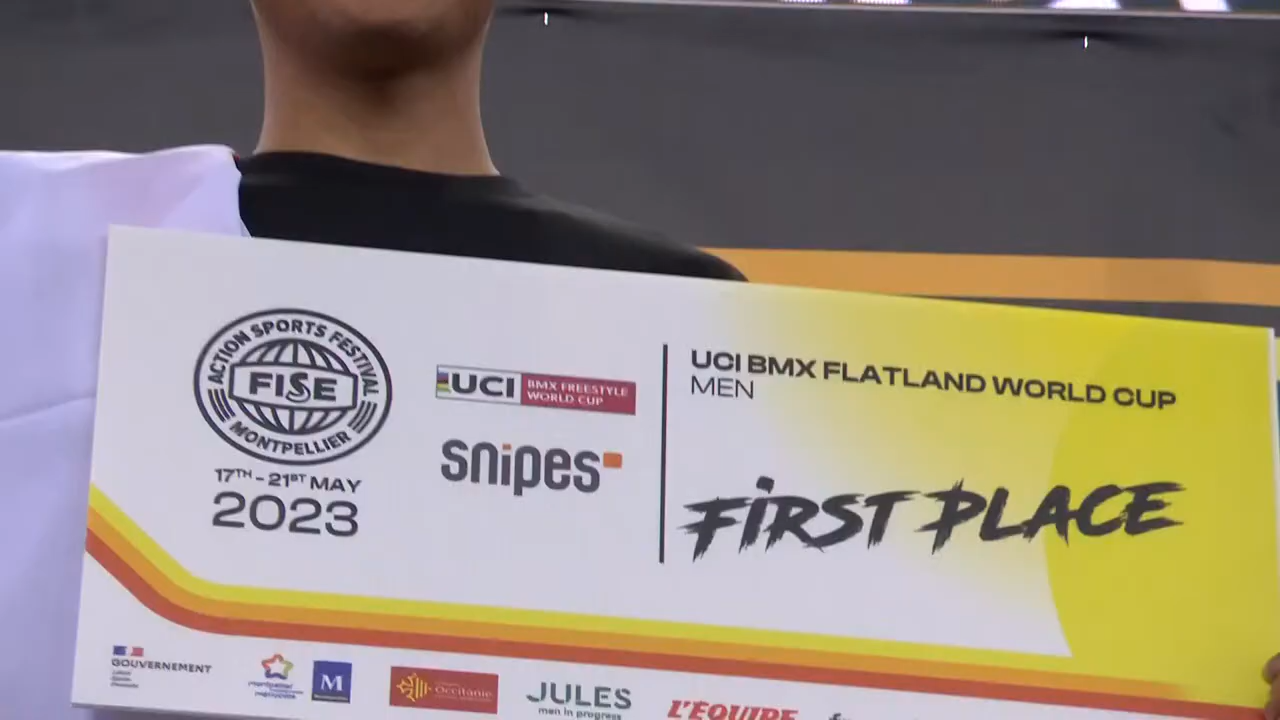 ACTION SPORTS FESTIVAL
FISE
MONTPELLIER
17TH - 21ST MAY
2023
UCI BMX FREESTYLE
WORLD CUP
snipes
UCI BMX FLATLAND WORLD CUP
MEN
FIRST PLACE
GOUVERNEMENT
M
Occitanie
JULES
men in progress
L'ÉQUIPE